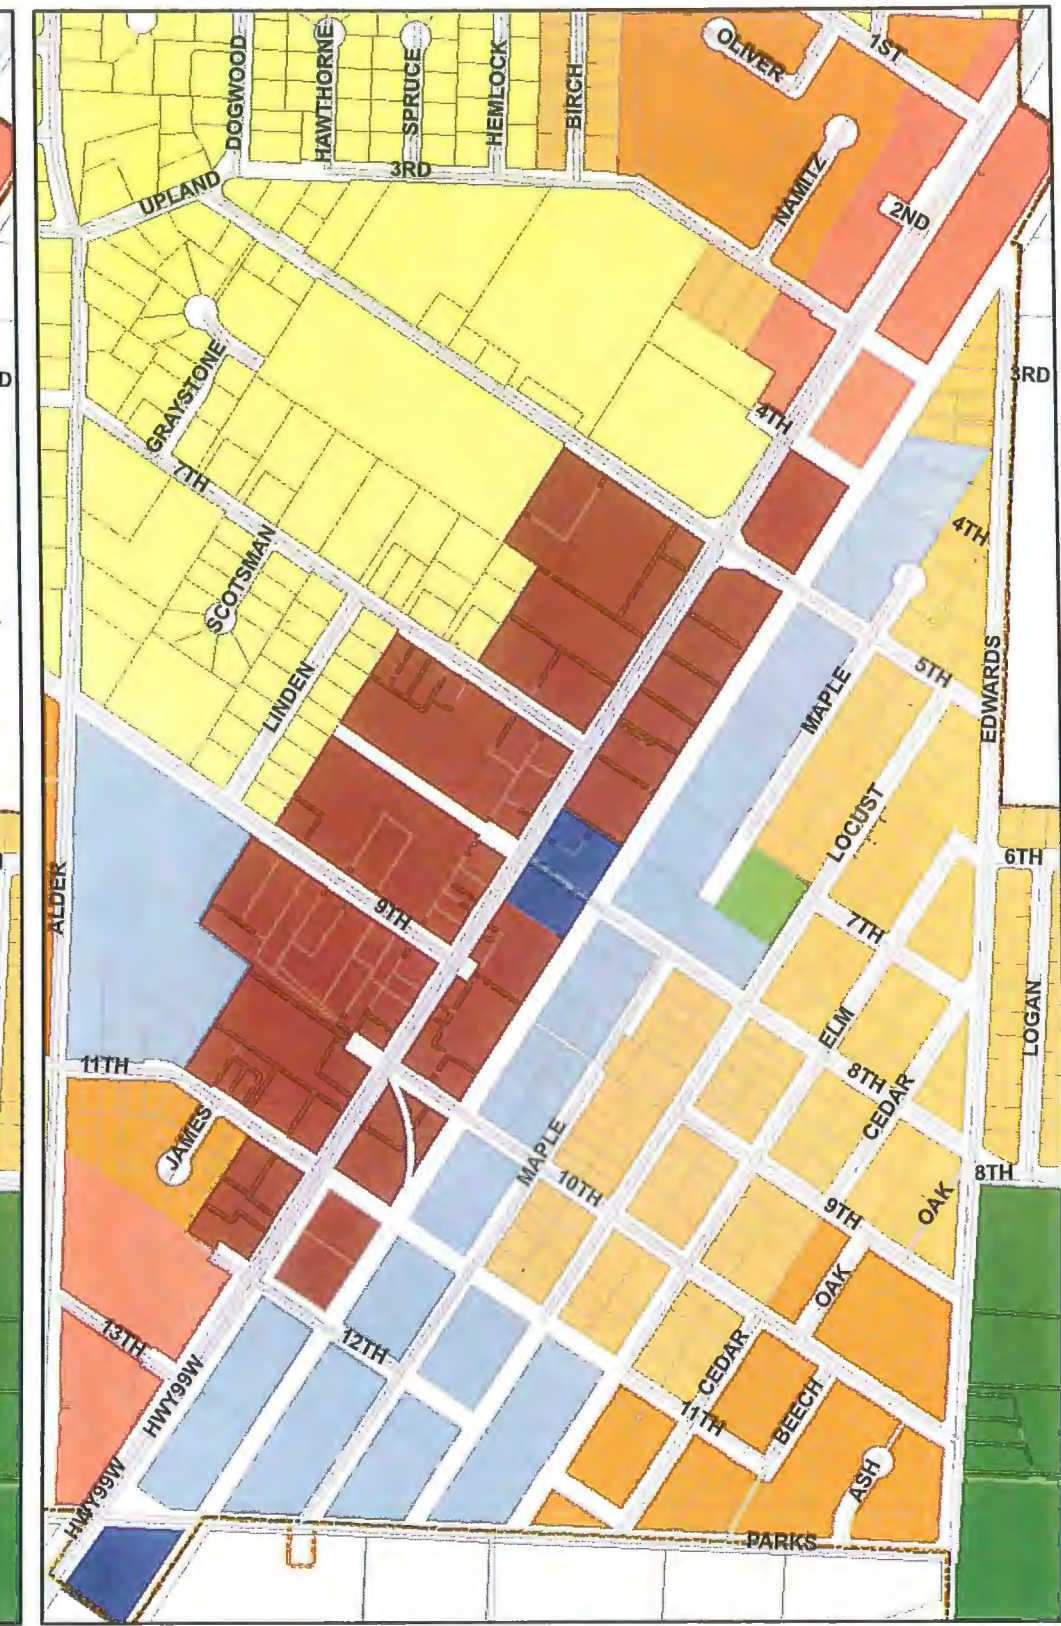 DOGWOOD
HAWTHORNE
SPRUCE
HEMLOCK
BIRCH
OLIVER
1ST
3RD
UPLAND
NAMITZ
2ND
GRAYSTONE
D
3RD
4TH
7TH
4TH
SCOTSMAN
5TH
EDWARDS
LINDEN
MAPLE
LOCUST
6TH
ALDER
9TH
7TH
LOGAN
ELM
8TH
CEDAR
11TH
JAMES
MAPLE
10TH
8TH
OAK
9TH
OAK
13TH
12TH
CEDAR
HWY99W
11TH
BEECH
ASH
HWY99W
PARKS